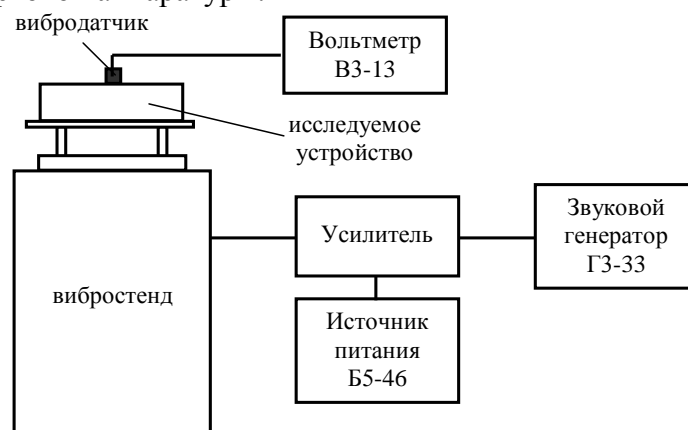 вибродатчик
Вольтметр
В3-13
исследуемое
устройство
Звуковой
генератор
Г3-33
Усилитель
вибростенд
Источник
питания
Б5-46